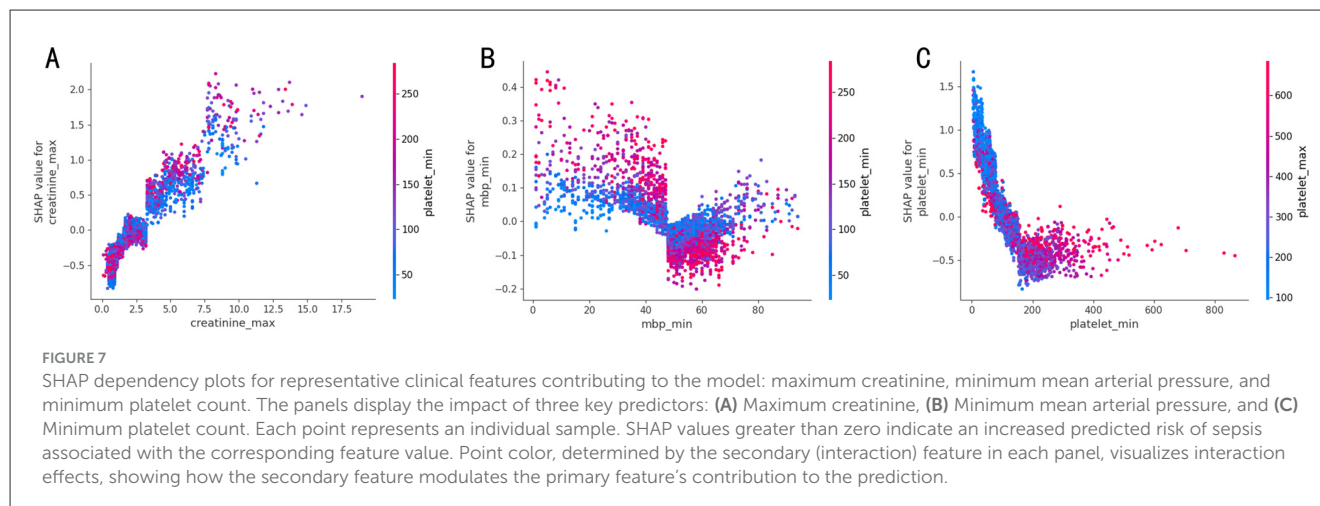 A
B
C
2.0
1.5
1.0
0.5
0.0
−0.5
SHAP value for
creatinine_max
0.0 2.5 5.0 7.5 10.0 12.5 15.0 17.5
creatinine_max
250
200
150
100
50
platelet_min
0.4
0.3
0.2
0.1
0.0
−0.1
−0.2
SHAP value for
mbp_min
0 20 40 60 80
mbp_min
250
200
150
100
50
platelet_min
1.5
1.0
0.5
0.0
−0.5
SHAP value for
platelet_min
0 200 400 600 800
platelet_min
600
500
400
300
200
100
platelet_max
FIGURE 7
SHAP dependency plots for representative clinical features contributing to the model: maximum creatinine, minimum mean arterial pressure, and
minimum platelet count. The panels display the impact of three key predictors: (A) Maximum creatinine, (B) Minimum mean arterial pressure, and (C)
Minimum platelet count. Each point represents an individual sample. SHAP values greater than zero indicate an increased predicted risk of sepsis
associated with the corresponding feature value. Point color, determined by the secondary (interaction) feature in each panel, visualizes interaction
effects, showing how the secondary feature modulates the primary feature's contribution to the prediction.